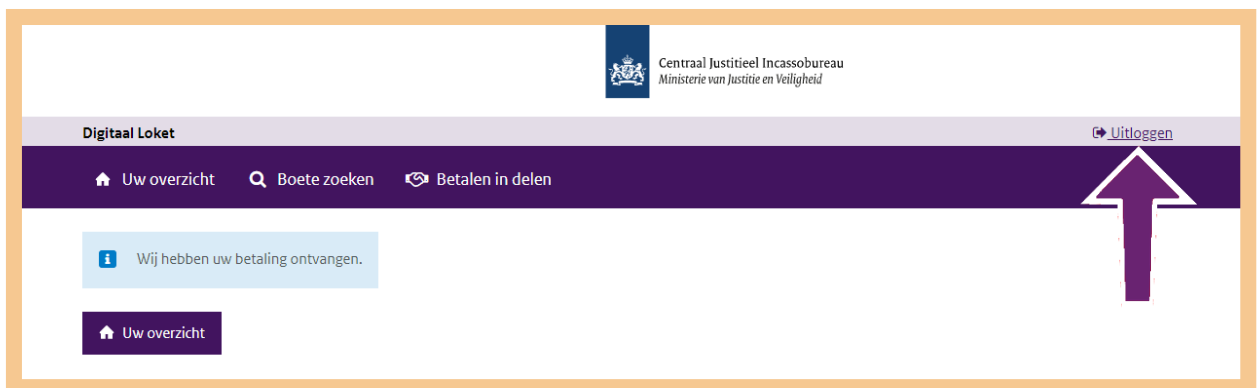 Centraal Justitieel Incassobureau
Ministerie van Justitie en Veiligheid
Digitaal Loket
Uitloggen
Uw overzicht
Boete zoeken
Betalen in delen
Wij hebben uw betaling ontvangen.
Uw overzicht